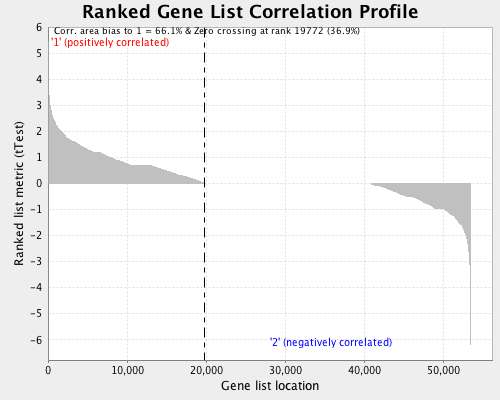 Ranked Gene List Correlation Profile
Corr. area bias to 1 = 66.1% & Zero crossing at rank 19772 (36.9%)
'1' (positively correlated)
6
5
4
3
2
1
0
-1
-2
-3
-4
-5
-6
Ranked list metric (tTest)
'2' (negatively correlated)
0 10,000 20,000 30,000 40,000 50,000
Gene list location